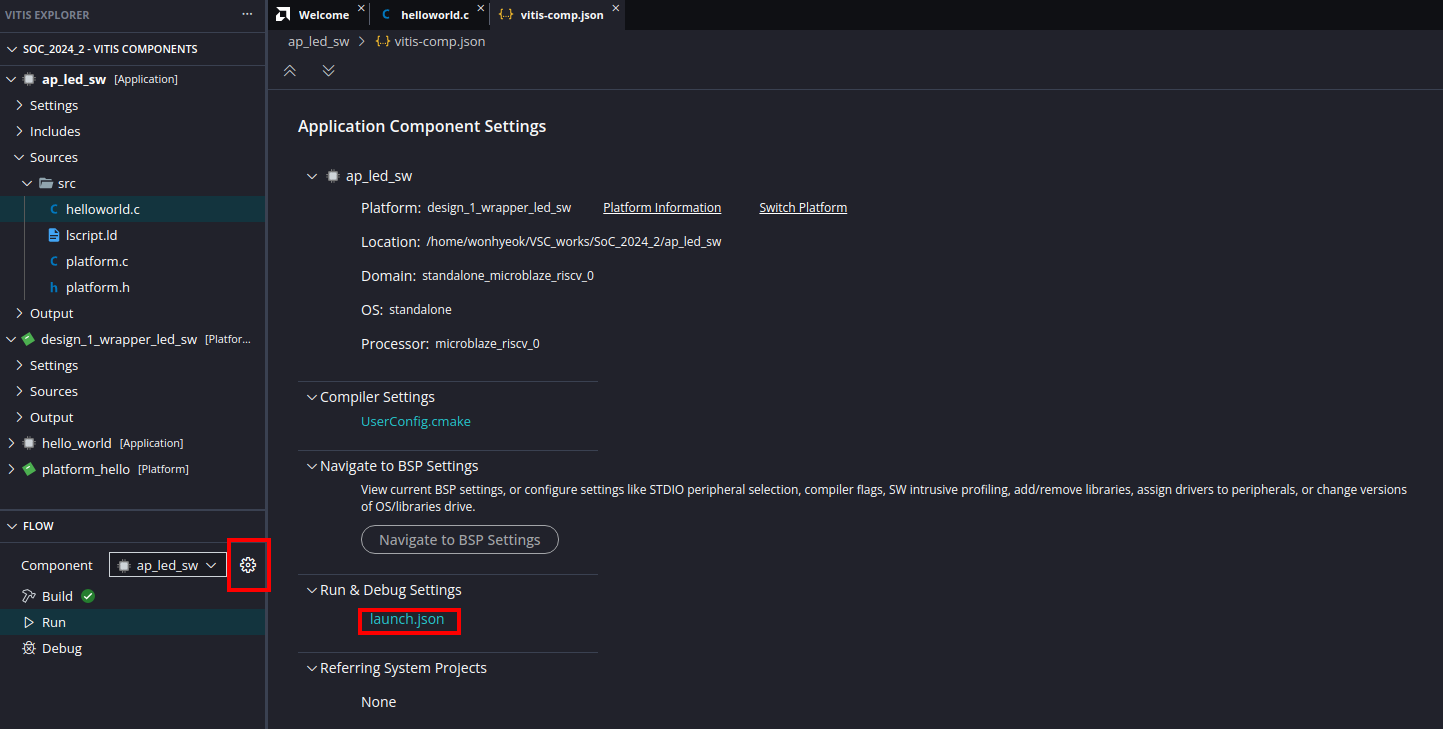 VITIS EXPLORER
SOC_2024_2 - VITIS COMPONENTS
ap_led_sw [Application]
Settings
Includes
Sources
src
C helloworld.c
lscript.ld
C platform.c
h platform.h
Output
design_1_wrapper_led_sw [Platfor...
Settings
Sources
Output
hello_world [Application]
platform_hello [Platform]
FLOW
Component ap_led_sw
Build
Run
Debug
Welcome × C helloworld.c × {..} vitis-comp.json ×
ap_led_sw > {..} vitis-comp.json
Application Component Settings
ap_led_sw
Platform: design_1_wrapper_led_sw Platform Information Switch Platform
Location: /home/wonhyeok/VSC_works/SoC_2024_2/ap_led_sw
Domain: standalone_microblaze_riscv_0
OS: standalone
Processor: microblaze_riscv_0
Compiler Settings
UserConfig.cmake
Navigate to BSP Settings
View current BSP settings, or configure settings like STDIO peripheral selection, compiler flags, SW intrusive profiling, add/remove libraries, assign drivers to peripherals, or change versions
of OS/libraries drive.
Navigate to BSP Settings
Run & Debug Settings
launch.json
Referring System Projects
None